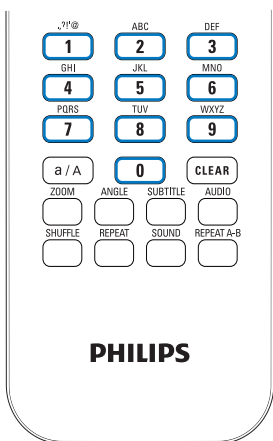 .,?!'@ ABC DEF
1 2 3
GHI JKL MNO
4 5 6
PQRS TUV WXYZ
7 8 9
a/A 0 CLEAR
ZOOM ANGLE SUBTITLE AUDIO
SHUFFLE REPEAT SOUND REPEAT A-B
PHILIPS